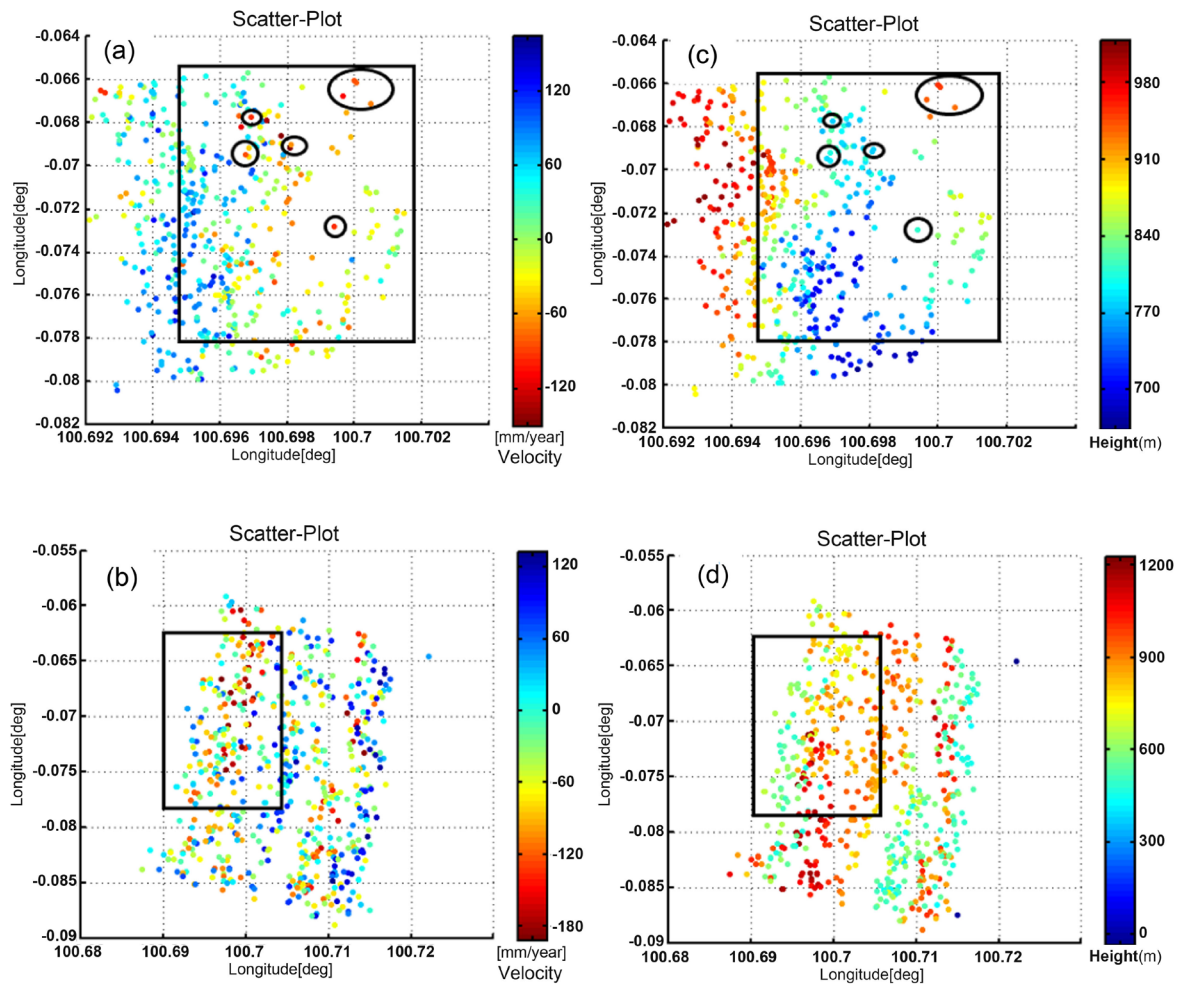 Scatter-Plot
(a)
-0.064
-0.066
-0.068
-0.07
-0.072
-0.074
-0.076
-0.078
-0.08
-0.082
Longitude[deg]
100.692 100.694 100.696 100.698 100.7 100.702
Longitude[deg]
120
60
0
-60
-120
[mm/year]
Velocity
Scatter-Plot
(c)
-0.064
-0.066
-0.068
-0.07
-0.072
-0.074
-0.076
-0.078
-0.08
-0.082
Longitude[deg]
100.692 100.694 100.696 100.698 100.7 100.702
Longitude[deg]
980
910
840
770
700
Height(m)
Scatter-Plot
(b)
-0.055
-0.06
-0.065
-0.07
-0.075
-0.08
-0.085
-0.09
Longitude[deg]
100.68 100.69 100.7 100.71 100.72
Longitude[deg]
120
60
0
-60
-120
-180
[mm/year]
Velocity
Scatter-Plot
(d)
-0.055
-0.06
-0.065
-0.07
-0.075
-0.08
-0.085
-0.09
Longitude[deg]
100.68 100.69 100.7 100.71 100.72
Longitude[deg]
1200
900
600
300
0
Height(m)